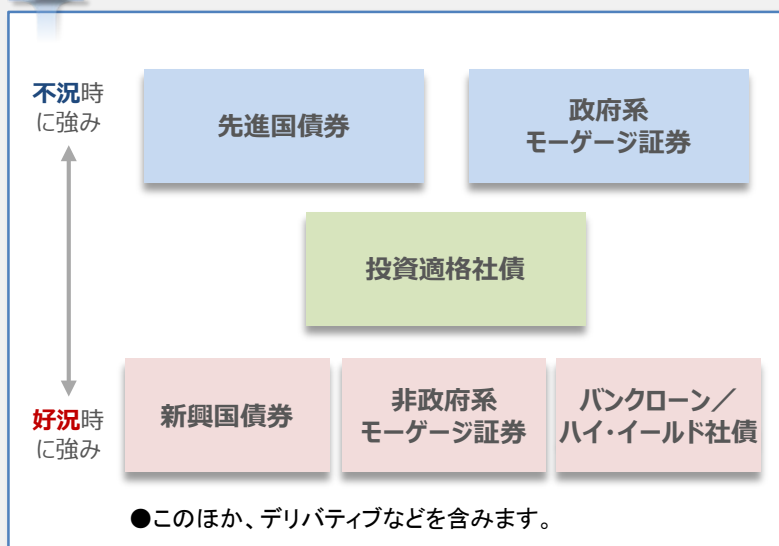 不況時
に強み
先進国債券
政府系
モーゲージ証券
投資適格社債
好況時
に強み
新興国債券
非政府系
モーゲージ証券
バンクローン／
ハイ・イールド社債
●このほか、デリバティブなどを含みます。